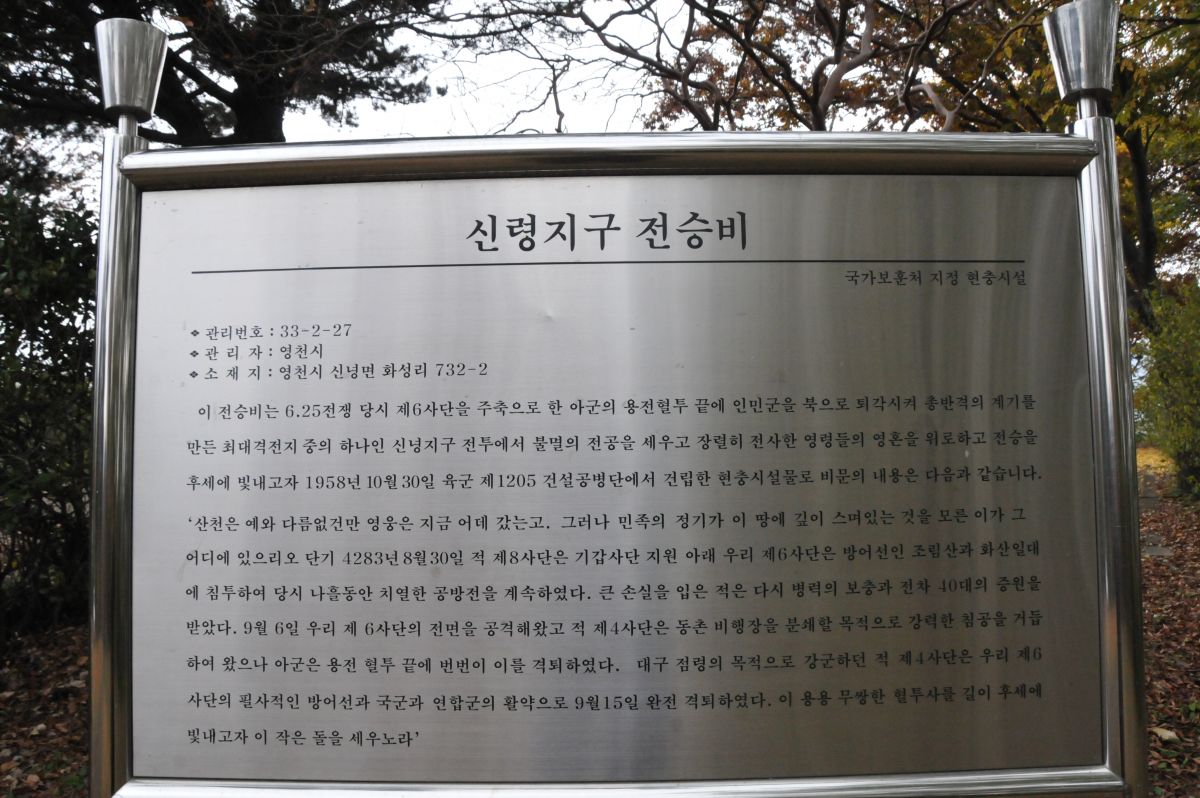 신령지구 전승비
국가보훈처 지정 현충시설
❖ 관리번호 : 33-2-27
❖ 관 리 자 : 영천시
❖ 소 재 지 : 영천시 신녕면 화성리 732-2
이 전승비는 6.25전쟁 당시 제6사단을 주축으로 한 아군의 용전혈투 끝에 인민군을 북으로 퇴각시켜 총반격의 계기를
만든 최대격전지 중의 하나인 신녕지구 전투에서 불멸의 전공을 세우고 장렬히 전사한 영령들의 영혼을 위로하고 전승을
후세에 빛내고자 1958년 10월 30일 육군 제1205 건설공병단에서 건립한 현충시설물로 비문의 내용은 다음과 같습니다.
‘산천은 예와 다름없건만 영웅은 지금 어데 갔는고. 그러나 민족의 정기가 이 땅에 깊이 스며있는 것을 모른 이가 그
어디에 있으리오 단기 4283년 8월 30일 적 제8사단은 기갑사단 지원 아래 우리 제6사단은 방어선인 조림산과 화산일대
에 침투하여 당시 나흘동안 치열한 공방전을 계속하였다. 큰 손실을 입은 적은 다시 병력의 보충과 전차 40대의 증원을
받았다. 9월 6일 우리 제 6사단의 전면을 공격해왔고 적 제4사단은 동촌 비행장을 분쇄할 목적으로 강력한 침공을 거듭
하여 왔으나 아군은 용전 혈투 끝에 번번이 이를 격퇴하였다. 대구 점령의 목적으로 강군하던 적 제4사단은 우리 제6
사단의 필사적인 방어선과 국군과 연합군의 활약으로 9월15일 완전 격퇴하였다. 이 용용 무쌍한 혈투사를 길이 후세에
빛내고자 이 작은 돌을 세우노라’